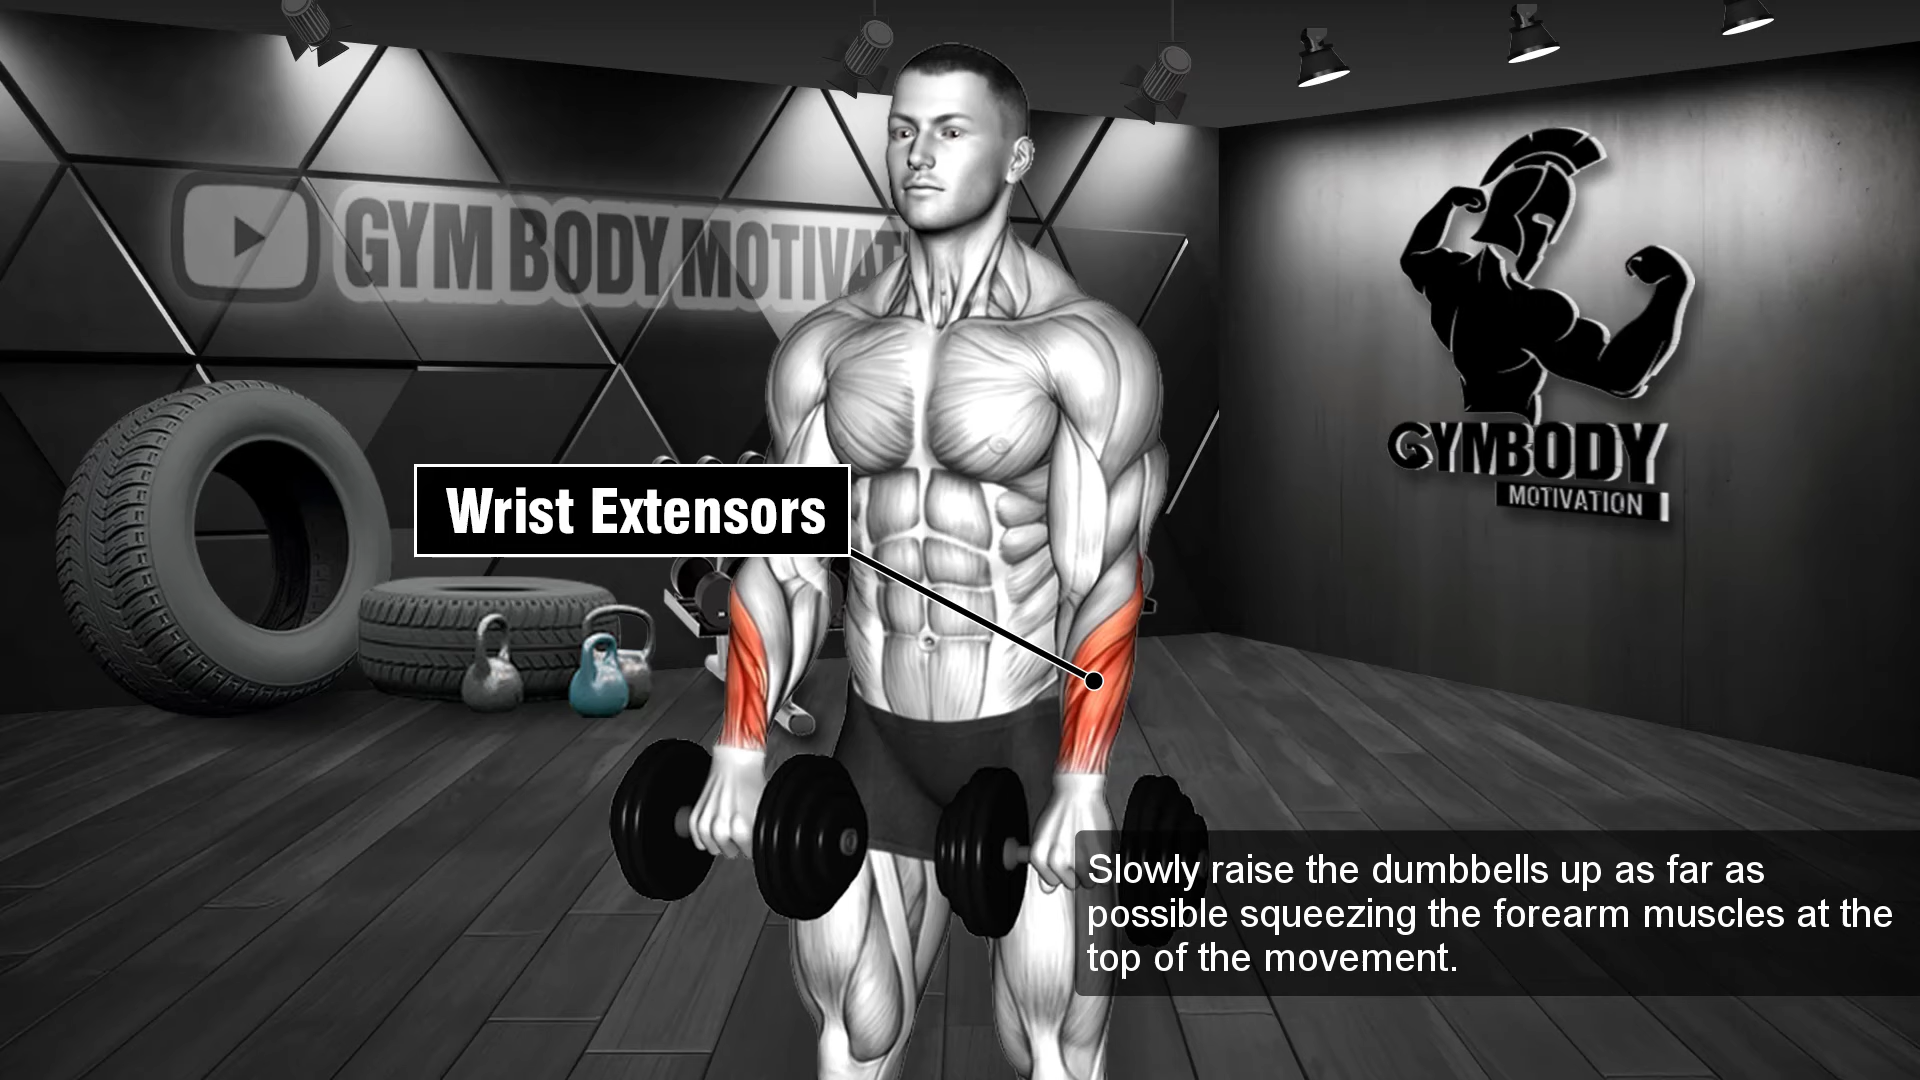 GYM BODY MOTIVAT
GYMBODY
MOTIVATION
Wrist Extensors
Slowly raise the dumbbells up as far as
possible squeezing the forearm muscles at the
top of the movement.